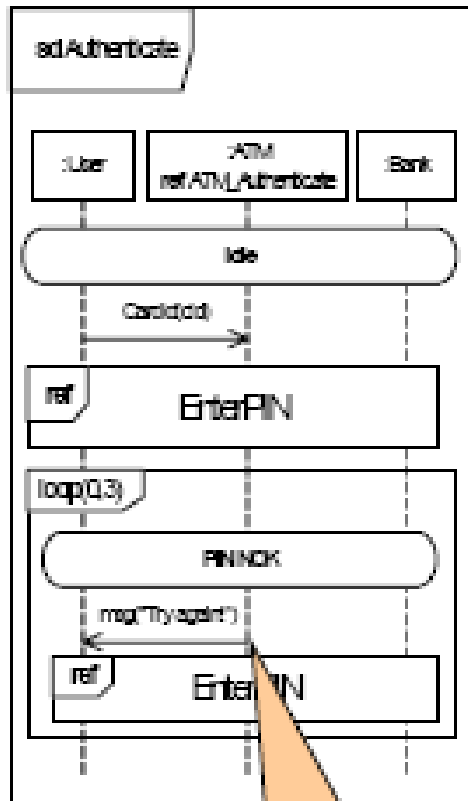 sd Authenticate
:User
:ATM
ref ATM_Authenticate
:Bank
Idle
CardId(cid)
ref
EnterPIN
loop(0,3)
PIN NOK
msg("Try again!")
ref
EnterPIN